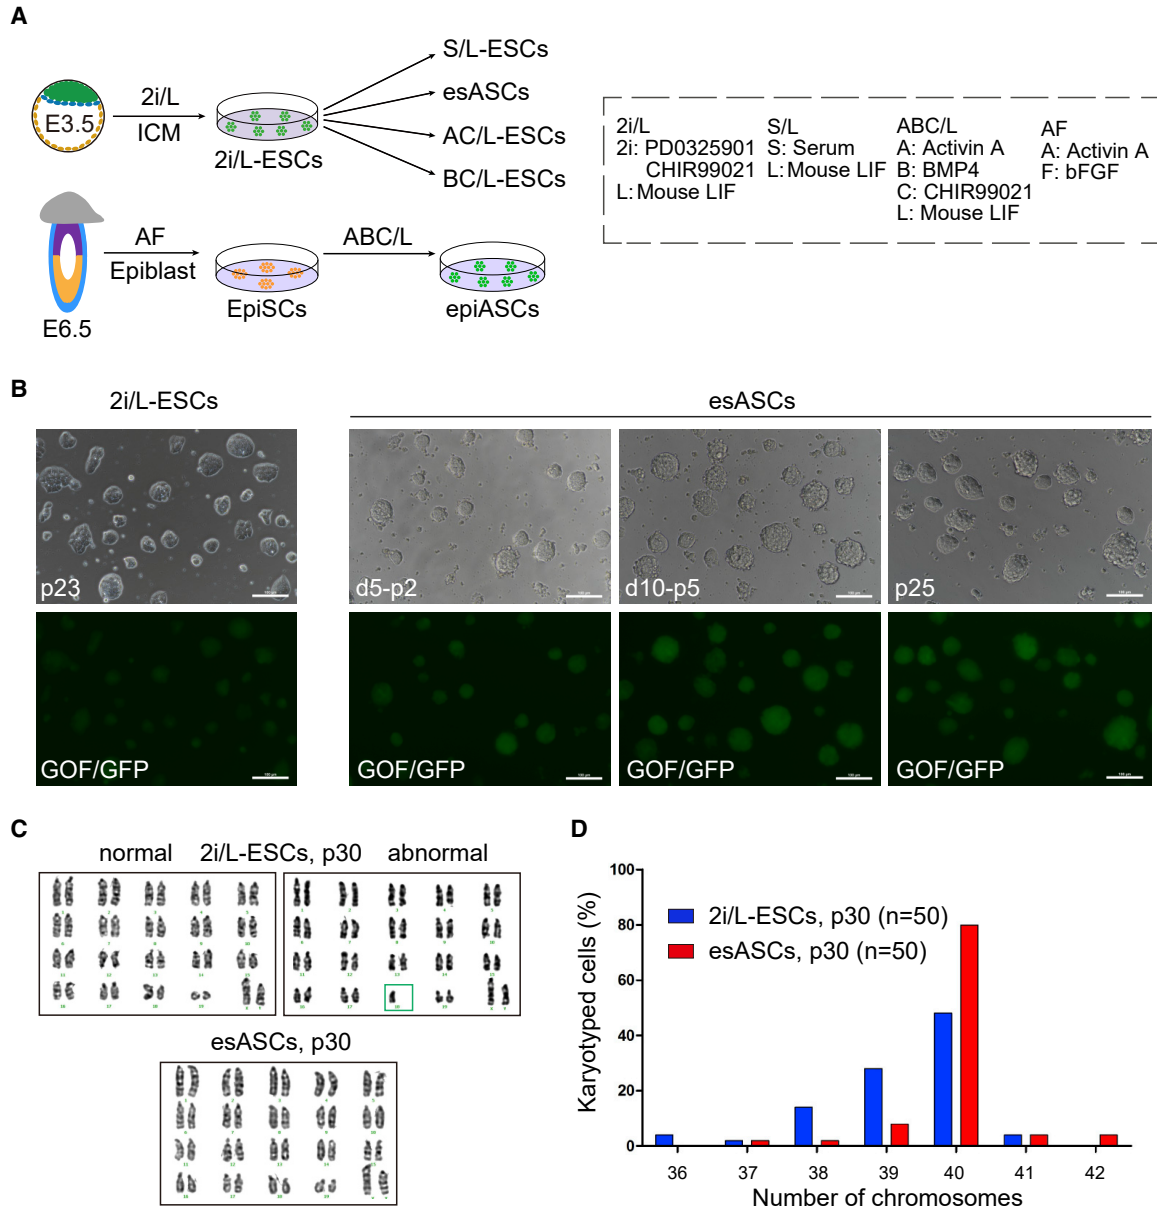 A
E3.5
2i/L
ICM
2i/L-ESCs
S/L-ESCs
esASCs
AC/L-ESCs
BC/L-ESCs
E6.5
AF
Epiblast
EpiSCs
ABC/L
epiASCs
2i/L
2i: PD0325901
CHIR99021
L: Mouse LIF
S/L
S: Serum
L: Mouse LIF
ABC/L
A: Activin A
B: BMP4
C: CHIR99021
L: Mouse LIF
AF
A: Activin A
F: bFGF
B
2i/L-ESCs
esASCs
p23
d5-p2
d10-p5
p25
GOF/GFP
GOF/GFP
GOF/GFP
GOF/GFP
C
normal 2i/L-ESCs, p30 abnormal
esASCs, p30
D
Karyotyped cells (%)
100
80
60
40
20
0
2i/L-ESCs, p30 (n=50)
esASCs, p30 (n=50)
36 37 38 39 40 41 42
Number of chromosomes